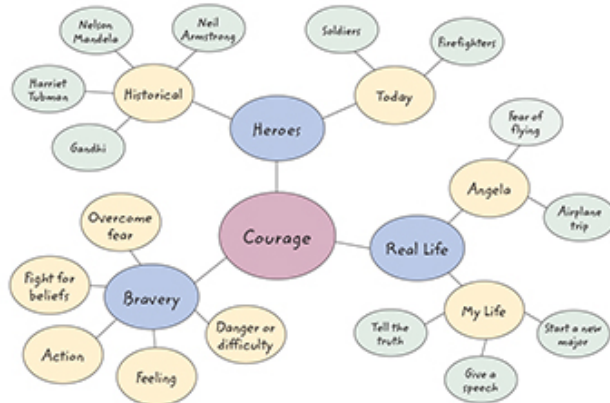 Nelson
Mandela
Neil
Armstrong
Harriet
Tubman
Historical
Gandhi
Heroes
Soldiers
Firefighters
Today
Courage
Overcome
fear
Fight for
beliefs
Bravery
Action
Feeling
Danger or
difficulty
Real Life
Fear of
flying
Angela
Airplane
trip
My Life
Tell the
truth
Give a
speech
Start a new
major